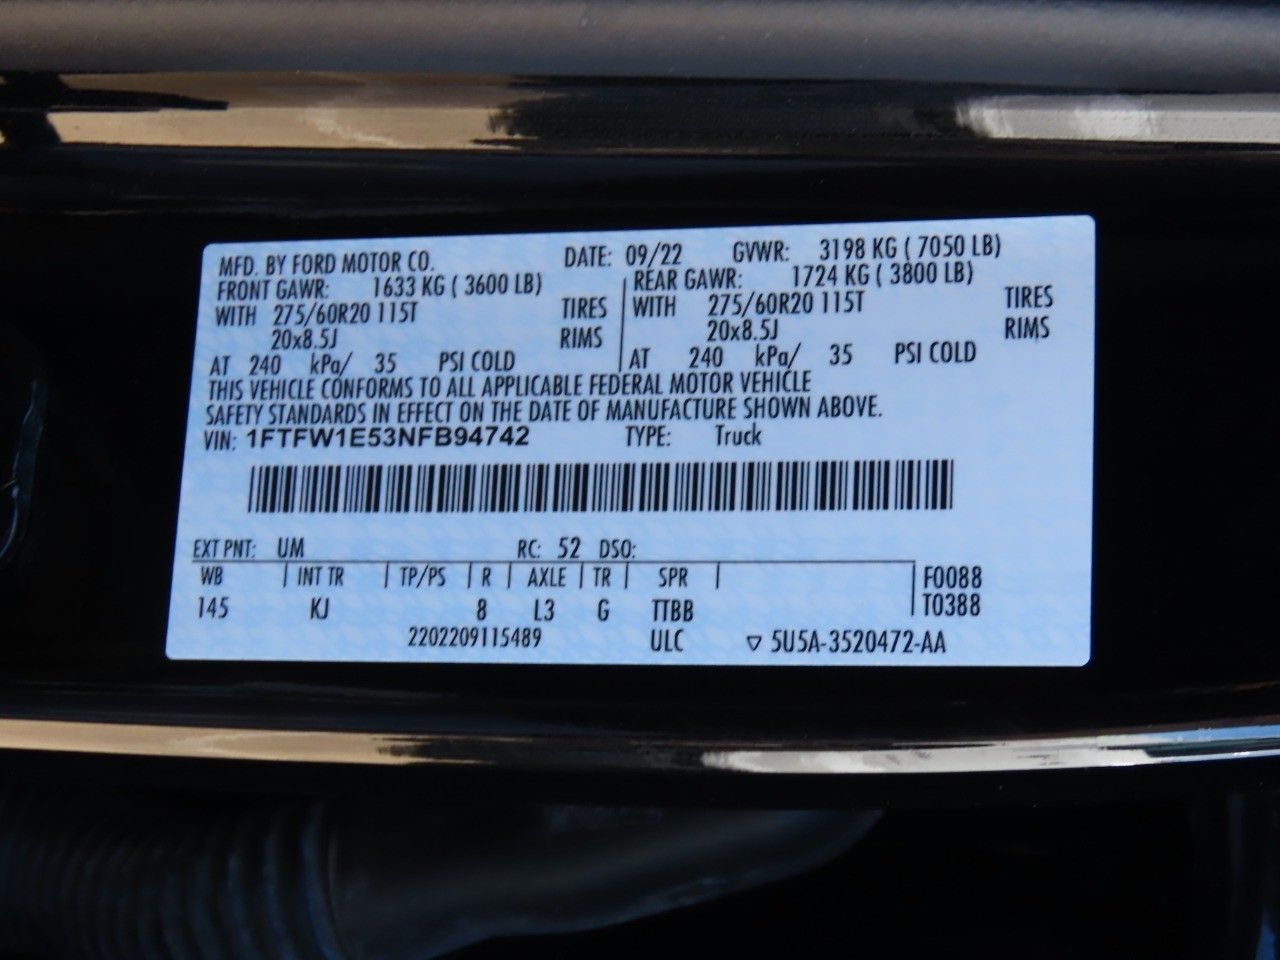 MFD. BY FORD MOTOR CO. DATE: 09/22 GVWR: 3198 KG ( 7050 LB)
FRONT GAWR: 1633 KG ( 3600 LB) REAR GAWR: 1724 KG ( 3800 LB)
WITH 275/60R20 115T TIRES WITH 275/60R20 115T TIRES
20x8.5J RIMS 20x8.5J RIMS
AT 240 kPa/ 35 PSI COLD AT 240 kPa/ 35 PSI COLD
THIS VEHICLE CONFORMS TO ALL APPLICABLE FEDERAL MOTOR VEHICLE
SAFETY STANDARDS IN EFFECT ON THE DATE OF MANUFACTURE SHOWN ABOVE.
VIN: 1FTFW1E53NFB94742 TYPE: Truck
EXT PNT: UM RC: 52 DSO:
WB INT TR TP/PS R AXLE TR SPR F0088
145 KJ 8 L3 G TTBB T0388
2202209115489 ULC ▽ 5U5A-3520472-AA